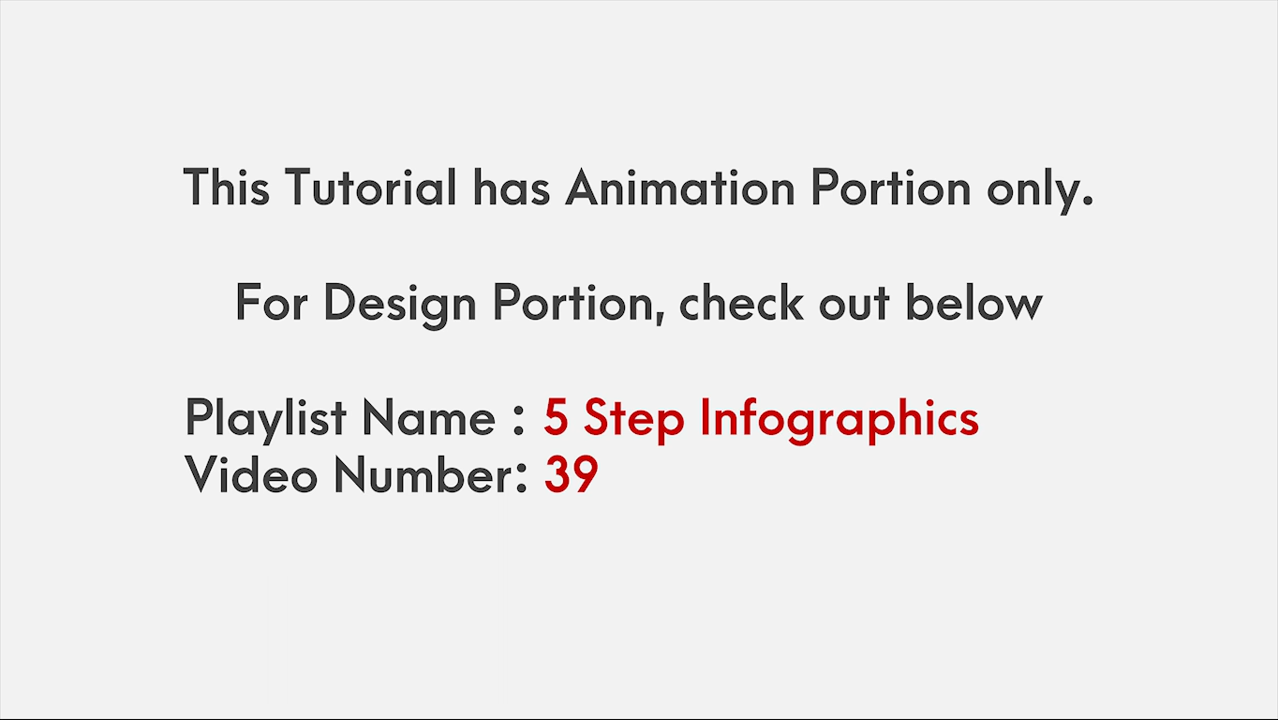 This Tutorial has Animation Portion only.
For Design Portion, check out below
Playlist Name : 5 Step Infographics
Video Number: 39